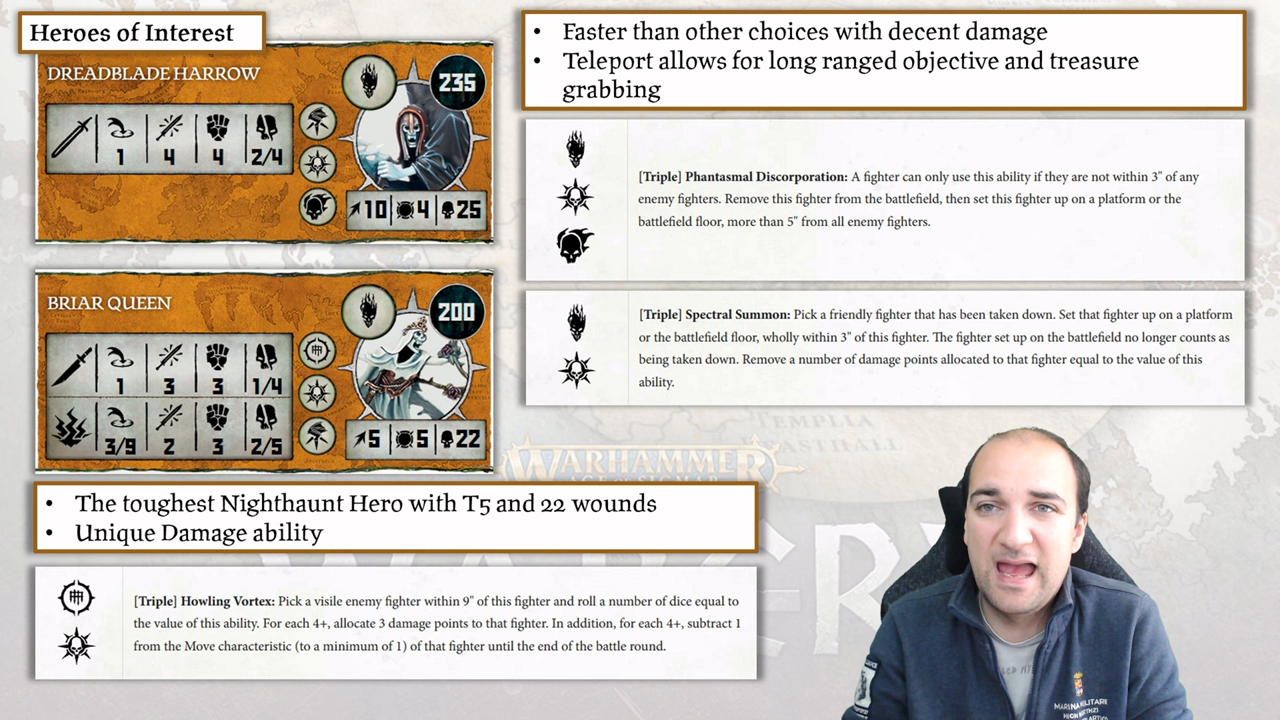 Heroes of Interest
DREADBLADE HARROW
235
1 4 4 2/4
10 4 25
• Faster than other choices with decent damage
• Teleport allows for long ranged objective and treasure
grabbing
[Triple] Phantasmal Discorporation: A fighter can only use this ability if they are not within 3" of any
enemy fighters. Remove this fighter from the battlefield, then set this fighter up on a platform or the
battlefield floor, more than 5" from all enemy fighters.
BRIAR QUEEN
200
1 3 3 1/4
3/9 2 3 2/5
5 5 22
[Triple] Spectral Summon: Pick a friendly fighter that has been taken down. Set that fighter up on a platform
or the battlefield floor, wholly within 3" of this fighter. The fighter set up on the battlefield no longer counts as
being taken down. Remove a number of damage points allocated to that fighter equal to the value of this
ability.
TEMPLIA
WARHAMMER
• The toughest Nighthaunt Hero with T5 and 22 wounds
• Unique Damage ability
[Triple] Howling Vortex: Pick a visile enemy fighter within 9" of this fighter and roll a number of dice equal to
the value of this ability. For each 4+, allocate 3 damage points to that fighter. In addition, for each 4+, subtract 1
from the Move characteristic (to a minimum of 1) of that fighter until the end of the battle round.